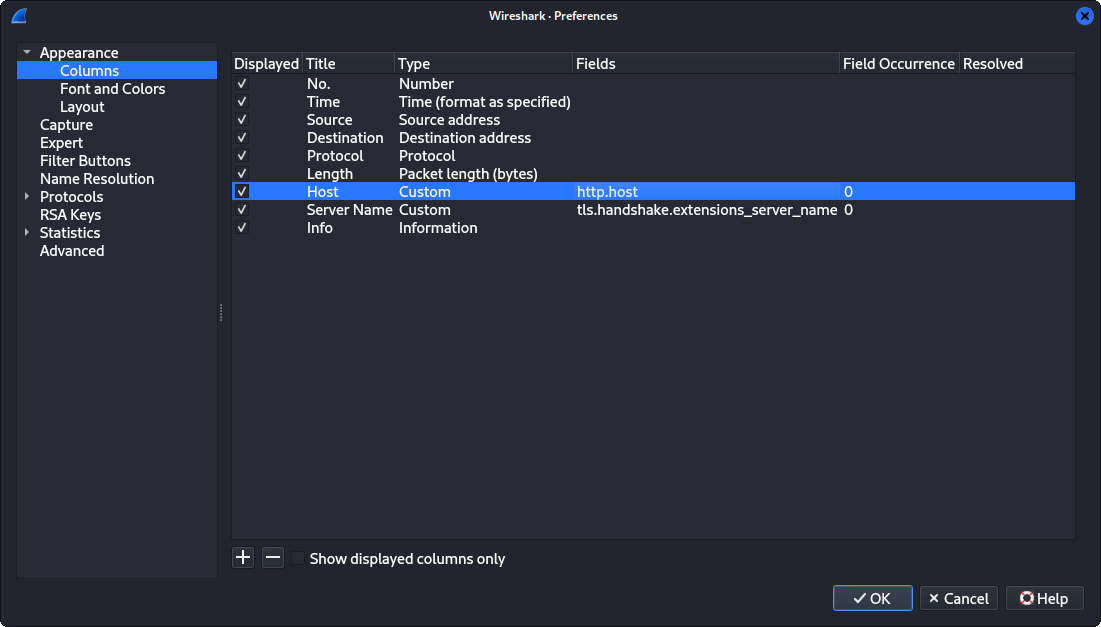 Wireshark · Preferences
Appearance
Columns
Font and Colors
Layout
Capture
Expert
Filter Buttons
Name Resolution
Protocols
RSA Keys
Statistics
Advanced
Displayed Title Type Fields Field Occurrence Resolved
No. Number
Time Time (format as specified)
Source Source address
Destination Destination address
Protocol Protocol
Length Packet length (bytes)
Host Custom http.host 0
Server Name Custom tls.handshake.extensions_server_name 0
Info Information
Show displayed columns only
OK Cancel Help